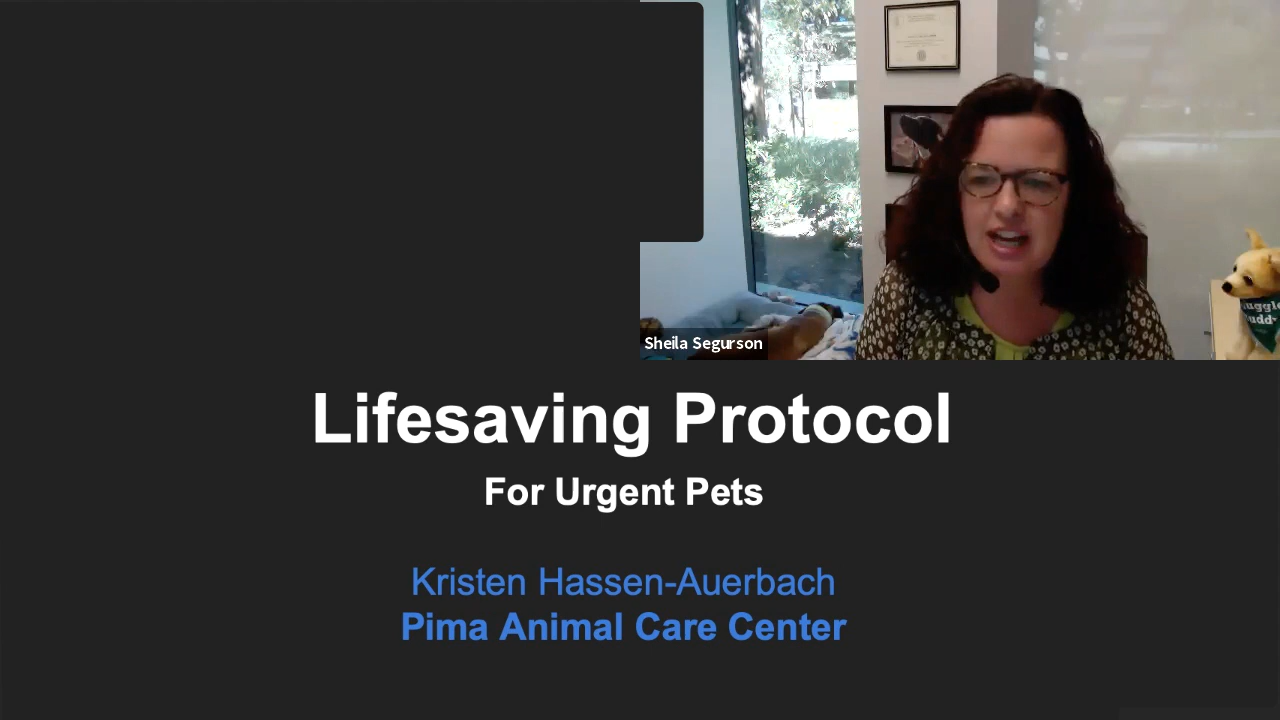 Sheila Segurson
Lifesaving Protocol
For Urgent Pets
Kristen Hassen-Auerbach
Pima Animal Care Center